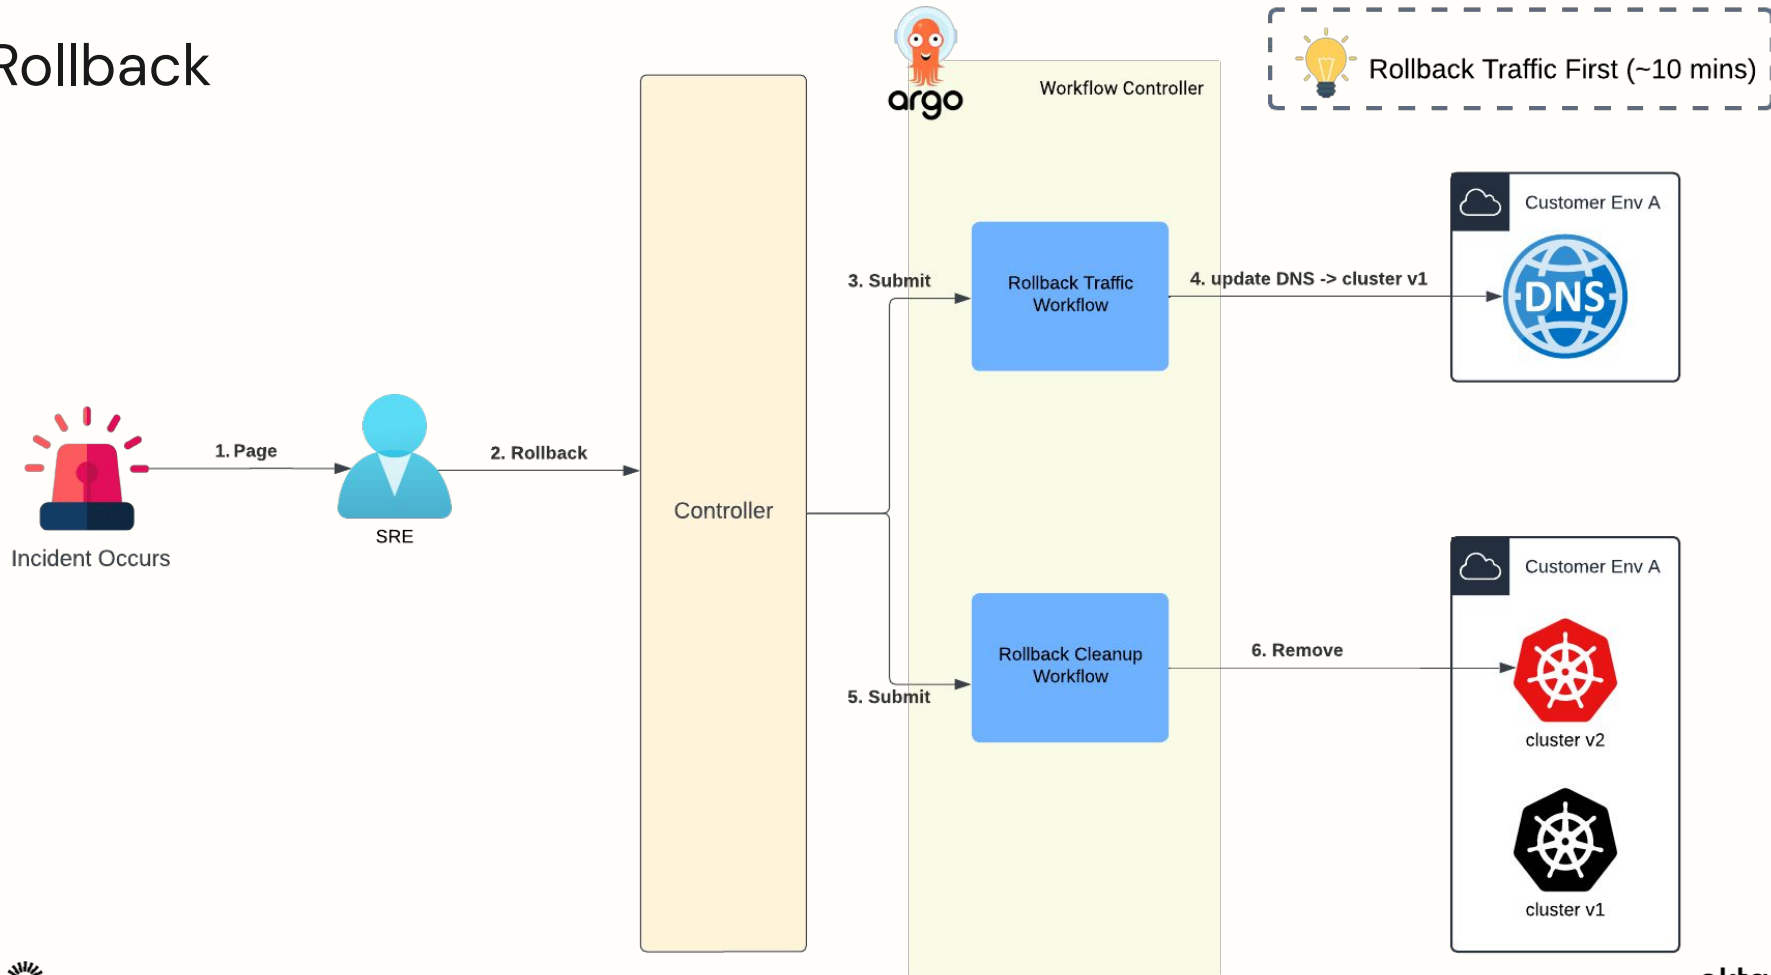 Rollback
argo
Workflow Controller
Rollback Traffic First (~10 mins)
Customer Env A
DNS
3. Submit
Rollback Traffic
Workflow
4. update DNS -> cluster v1
1. Page
2. Rollback
SRE
Incident Occurs
Controller
5. Submit
Rollback Cleanup
Workflow
6. Remove
Customer Env A
cluster v2
cluster v1